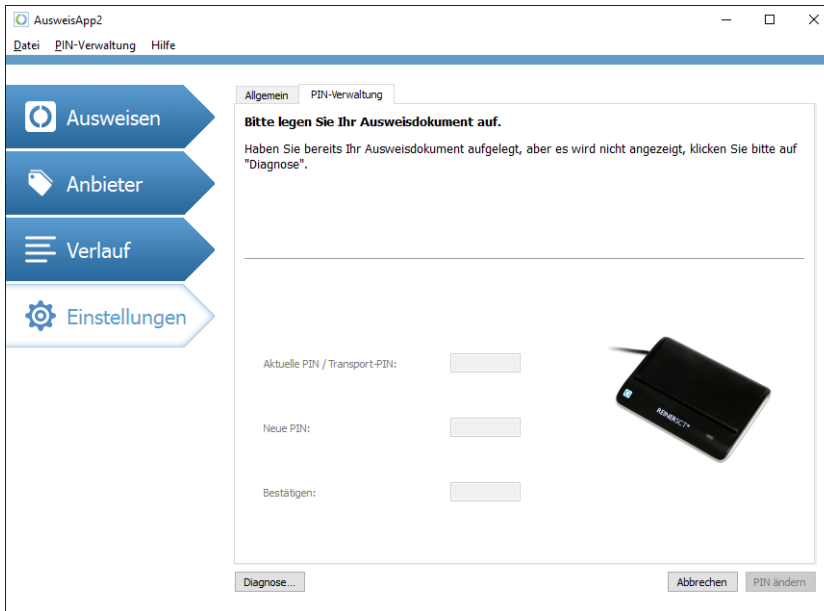 AusweisApp2
Datei PIN-Verwaltung Hilfe
Ausweisen
Anbieter
Verlauf
Einstellungen
Allgemein PIN-Verwaltung
Bitte legen Sie Ihr Ausweisdokument auf.
Haben Sie bereits Ihr Ausweisdokument aufgelegt, aber es wird nicht angezeigt, klicken Sie bitte auf
"Diagnose".
Aktuelle PIN / Transport-PIN:
Neue PIN:
Bestätigen:
REINERSCT®
Diagnose... Abbrechen PIN ändern